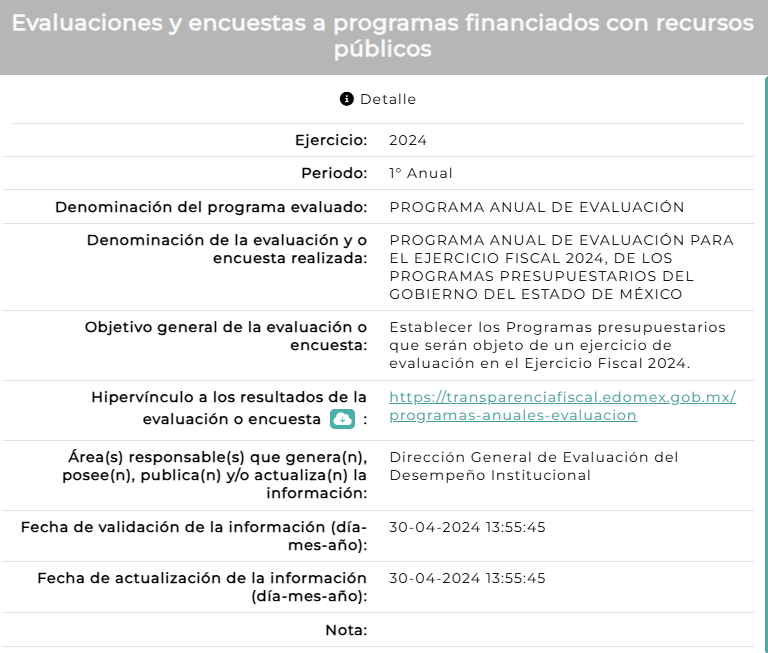 Evaluaciones y encuestas a programas financiados con recursos
públicos
Detalle
Ejercicio: 2024
Periodo: 1° Anual
Denominación del programa evaluado: PROGRAMA ANUAL DE EVALUACIÓN
Denominación de la evaluación y o
encuesta realizada:
PROGRAMA ANUAL DE EVALUACIÓN PARA
EL EJERCICIO FISCAL 2024, DE LOS
PROGRAMAS PRESUPUESTARIOS DEL
GOBIERNO DEL ESTADO DE MÉXICO
Objetivo general de la evaluación o
encuesta:
Establecer los Programas presupuestarios
que serán objeto de un ejercicio de
evaluación en el Ejercicio Fiscal 2024.
Hipervínculo a los resultados de la
evaluación o encuesta :
https://transparenciafiscal.edomex.gob.mx/
programas-anuales-evaluacion
Área(s) responsable(s) que genera(n),
posee(n), publica(n) y/o actualiza(n) la
información:
Dirección General de Evaluación del
Desempeño Institucional
Fecha de validación de la información (día-
mes-año):
30-04-2024 13:55:45
Fecha de actualización de la información
(día-mes-año):
30-04-2024 13:55:45
Nota: